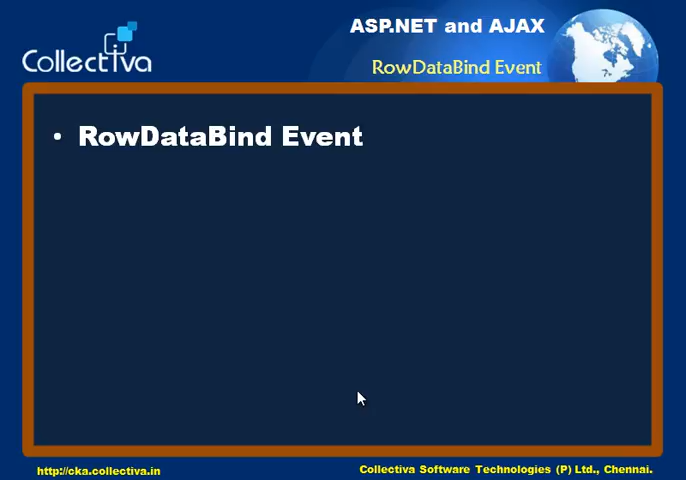 Collectiva
ASP.NET and AJAX
RowDataBind Event
• RowDataBind Event
http://cka.collectiva.in
Collectiva Software Technologies (P) Ltd., Chennai.